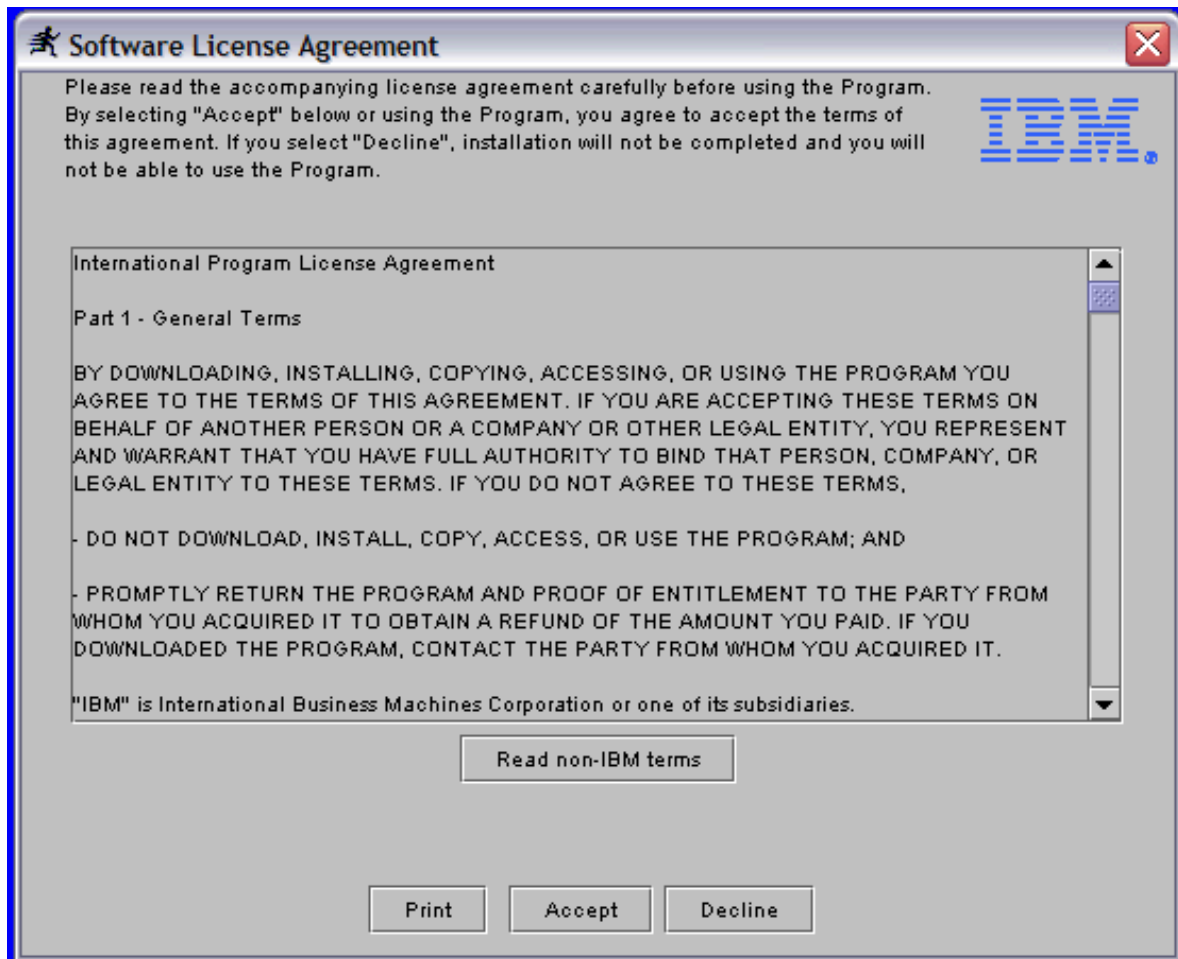 Software License Agreement
Please read the accompanying license agreement carefully before using the Program.
By selecting "Accept" below or using the Program, you agree to accept the terms of
this agreement. If you select "Decline", installation will not be completed and you will
not be able to use the Program.
IBM®
International Program License Agreement
Part 1 - General Terms
BY DOWNLOADING, INSTALLING, COPYING, ACCESSING, OR USING THE PROGRAM YOU
AGREE TO THE TERMS OF THIS AGREEMENT. IF YOU ARE ACCEPTING THESE TERMS ON
BEHALF OF ANOTHER PERSON OR A COMPANY OR OTHER LEGAL ENTITY, YOU REPRESENT
AND WARRANT THAT YOU HAVE FULL AUTHORITY TO BIND THAT PERSON, COMPANY, OR
LEGAL ENTITY TO THESE TERMS. IF YOU DO NOT AGREE TO THESE TERMS,
- DO NOT DOWNLOAD, INSTALL, COPY, ACCESS, OR USE THE PROGRAM; AND
- PROMPTLY RETURN THE PROGRAM AND PROOF OF ENTITLEMENT TO THE PARTY FROM
WHOM YOU ACQUIRED IT TO OBTAIN A REFUND OF THE AMOUNT YOU PAID. IF YOU
DOWNLOADED THE PROGRAM, CONTACT THE PARTY FROM WHOM YOU ACQUIRED IT.
"IBM" is International Business Machines Corporation or one of its subsidiaries.
Read non-IBM terms
Print Accept Decline